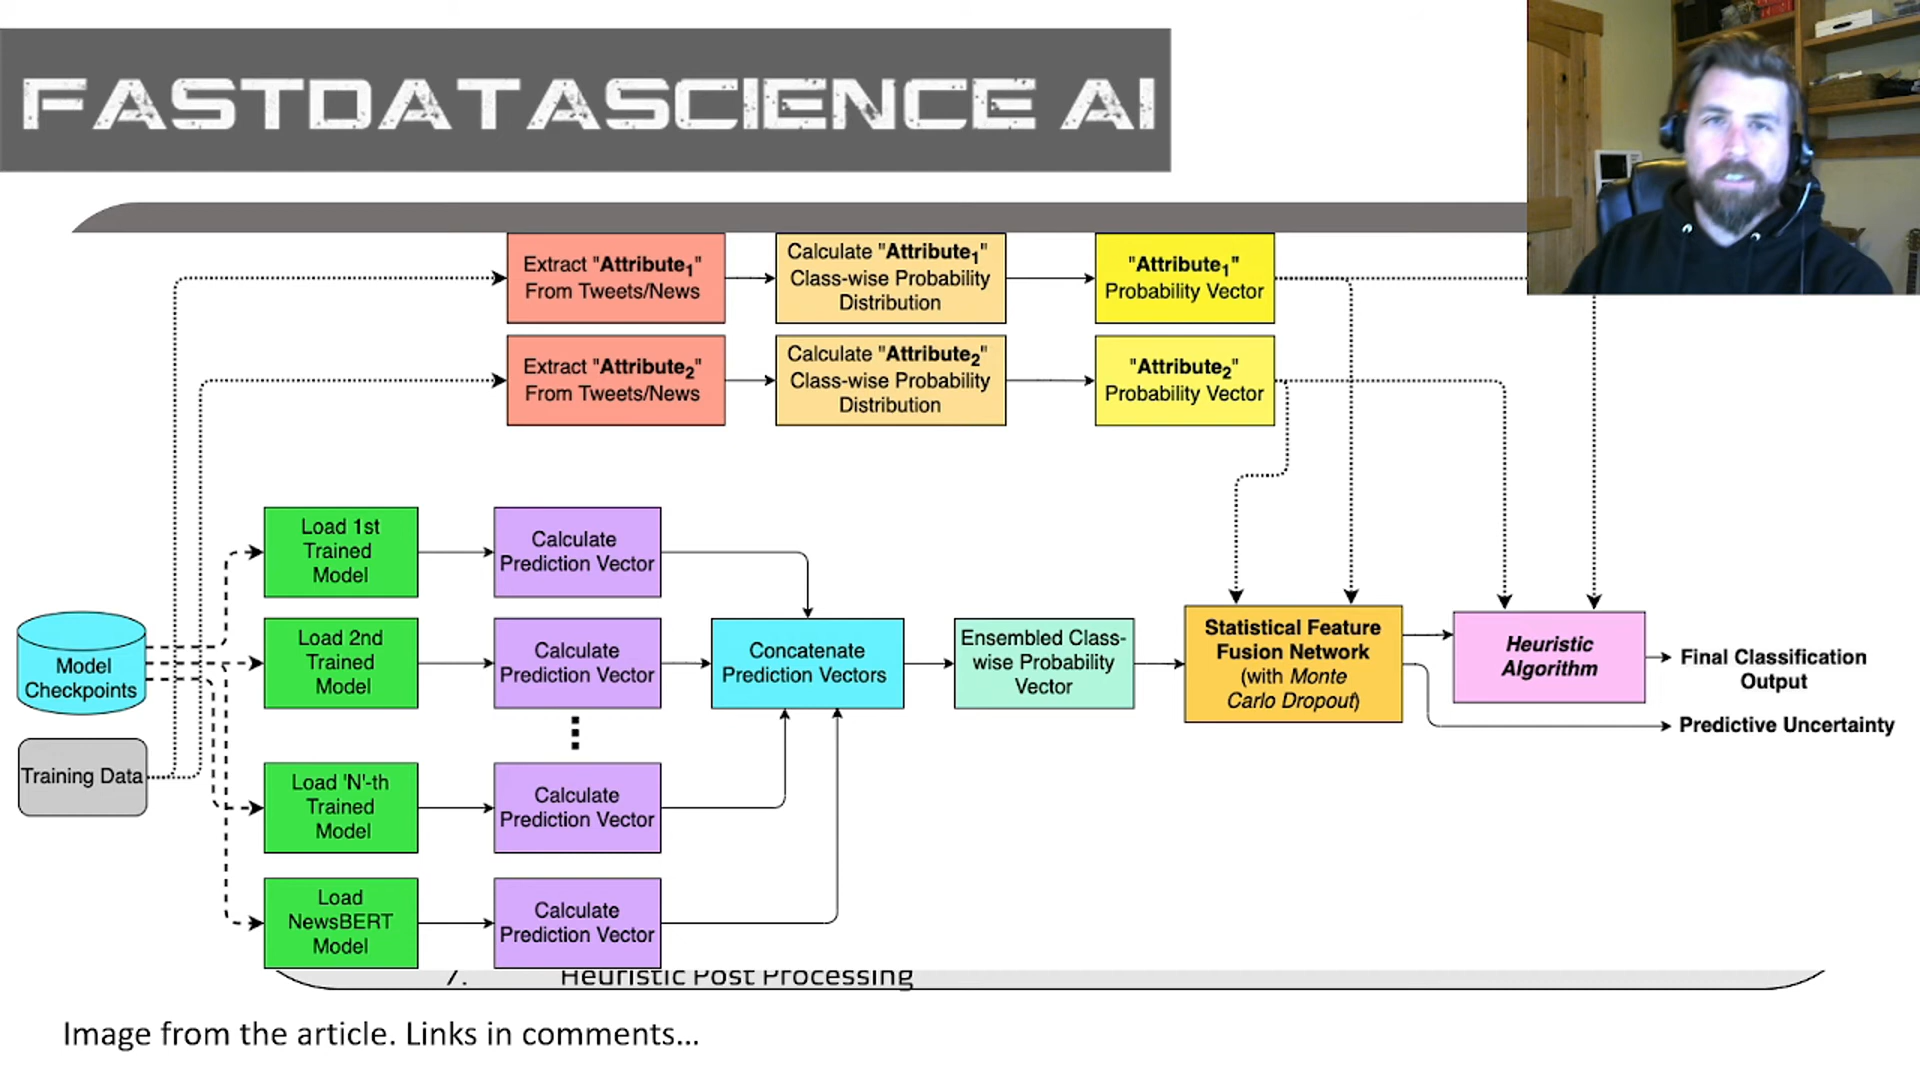 FASTDATASCIENCE AI
Extract "Attribute1"
From Tweets/News
Calculate "Attribute1"
Class-wise Probability
Distribution
"Attribute1"
Probability Vector
Extract "Attribute2"
From Tweets/News
Calculate "Attribute2"
Class-wise Probability
Distribution
"Attribute2"
Probability Vector
Load 1st
Trained
Model
Calculate
Prediction Vector
Model
Checkpoints
Load 2nd
Trained
Model
Calculate
Prediction Vector
Concatenate
Prediction Vectors
Ensembled Class-
wise Probability
Vector
Statistical Feature
Fusion Network
(with Monte
Carlo Dropout)
Heuristic
Algorithm
Final Classification
Output
Predictive Uncertainty
Training Data
Load 'N'-th
Trained
Model
Calculate
Prediction Vector
Load
NewsBERT
Model
Calculate
Prediction Vector
7. Heuristic Post Processing
Image from the article. Links in comments...